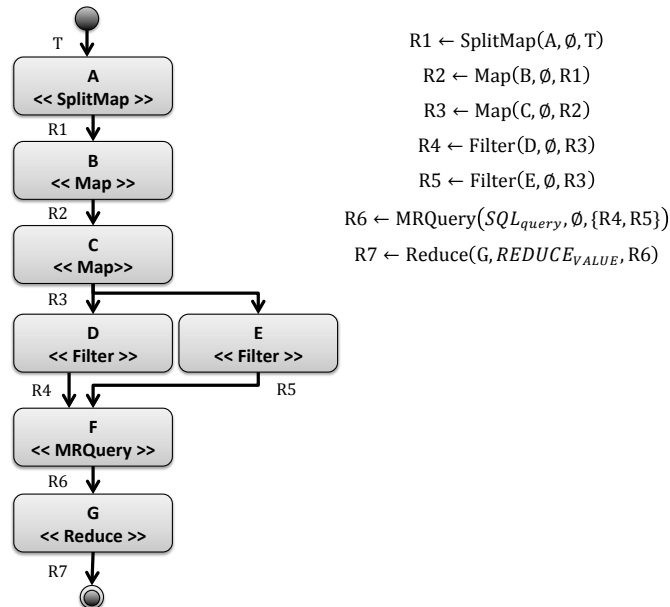 T
A
<< SplitMap >>
R1
B
<< Map >>
R2
C
<< Map>>
R3
D
<< Filter >>
E
<< Filter >>
R4
R5
F
<< MRQuery >>
R6
G
<< Reduce >>
R7
R1 ← SplitMap(A, ∅, T)
R2 ← Map(B, ∅, R1)
R3 ← Map(C, ∅, R2)
R4 ← Filter(D, ∅, R3)
R5 ← Filter(E, ∅, R3)
R6 ← MRQuery(SQL_query, ∅, {R4, R5})
R7 ← Reduce(G, REDUCE_VALUE, R6)